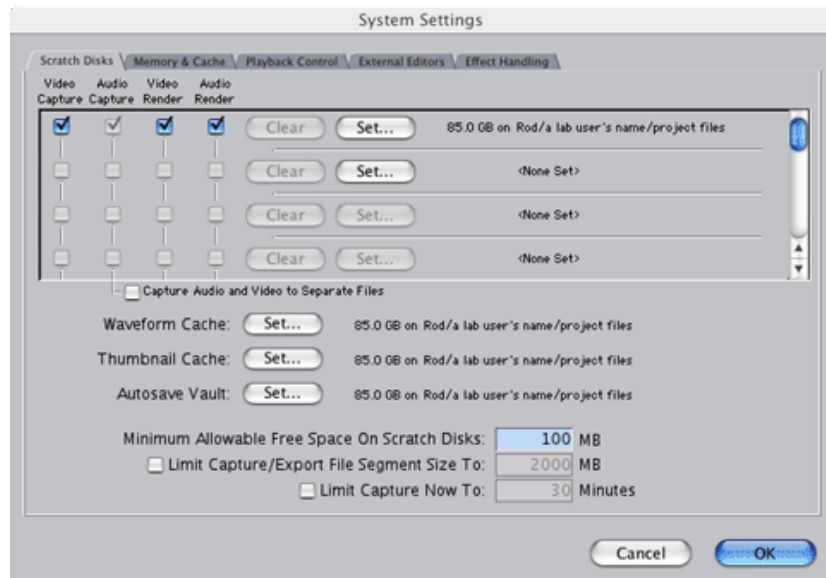 System Settings
Scratch Disks Memory & Cache Playback Control External Editors Effect Handling
Video Audio Video Audio
Capture Capture Render Render
Clear Set... 85.0 GB on Rod/a lab user's name/project files
Clear Set... <None Set>
Clear Set... <None Set>
Clear Set... <None Set>
Capture Audio and Video to Separate Files
Waveform Cache: Set... 85.0 GB on Rod/a lab user's name/project files
Thumbnail Cache: Set... 85.0 GB on Rod/a lab user's name/project files
Autosave Vault: Set... 85.0 GB on Rod/a lab user's name/project files
Minimum Allowable Free Space On Scratch Disks: 100 MB
Limit Capture/Export File Segment Size To: 2000 MB
Limit Capture Now To: 30 Minutes
Cancel OK